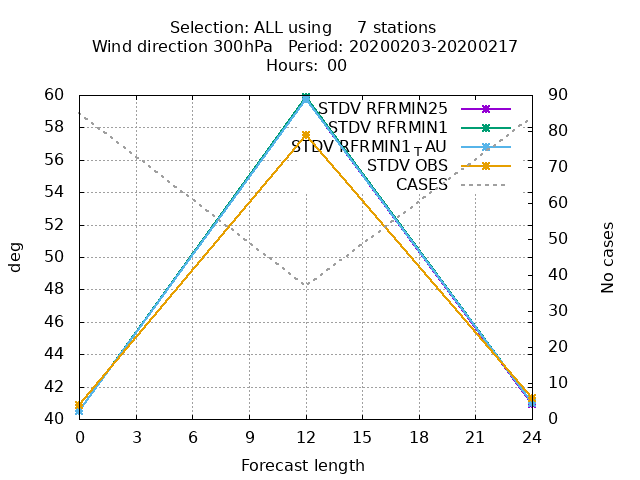 Selection: ALL using 7 stations
Wind direction 300hPa Period: 20200203-20200217
Hours: 00
60 90
STDV RFRMIN25
58 80
STDV RFRMIN1
STDV RFRMIN1┬AU
56 70
STDV OBS
CASES
54 60
52 50
50 40
48 30
46 20
44 10
42 0
40
deg
No cases
0 3 6 9 12 15 18 21 24
Forecast length